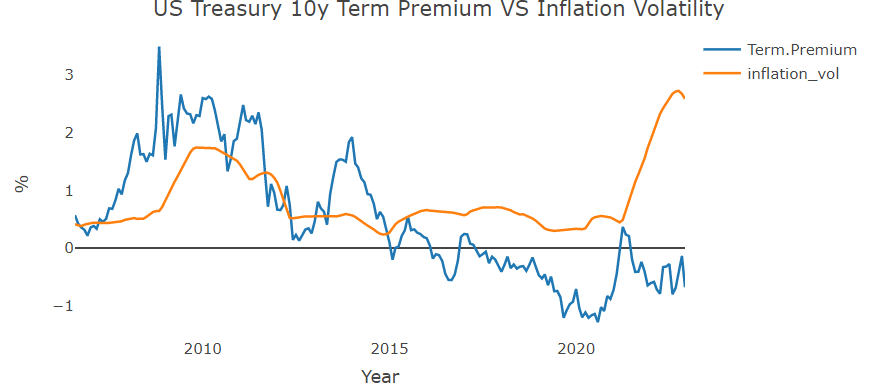 US Treasury 10y Term Premium VS Inflation Volatility
Term.Premium
inflation_vol
3
2
1
0
−1
%
2010
2015
2020
Year